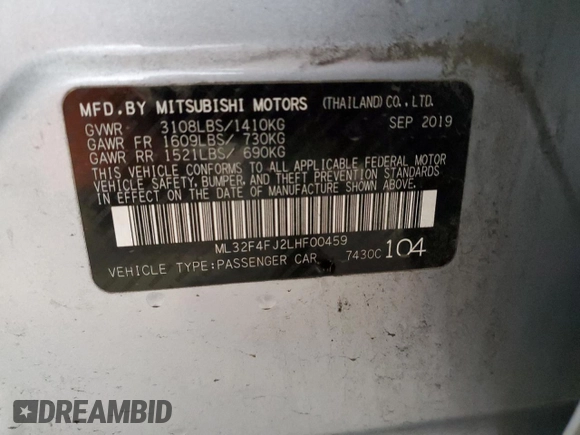 MFD.BY MITSUBISHI MOTORS (THAILAND) CO., LTD.
GVWR 3108LBS/1410KG SEP 2019
GAWR FR 1609LBS/ 730KG
GAWR RR 1521LBS/ 690KG
THIS VEHICLE CONFORMS TO ALL APPLICABLE FEDERAL MOTOR
VEHICLE SAFETY, BUMPER, AND THEFT PREVENTION STANDARDS
IN EFFECT ON THE DATE OF MANUFACTURE SHOWN ABOVE.
ML32F4FJ2LHF00459
VEHICLE TYPE:PASSENGER CAR 7430C 104
DREAMBID